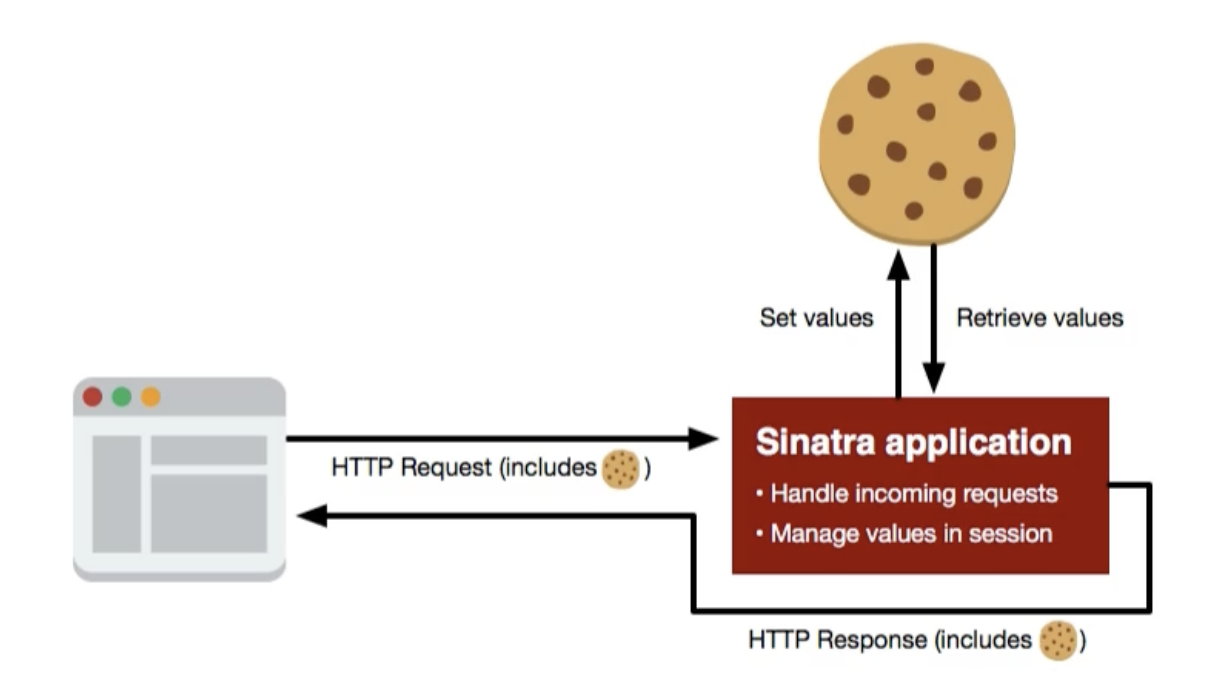 Set values
Retrieve values
Sinatra application
• Handle incoming requests
• Manage values in session
HTTP Request (includes )
HTTP Response (includes )